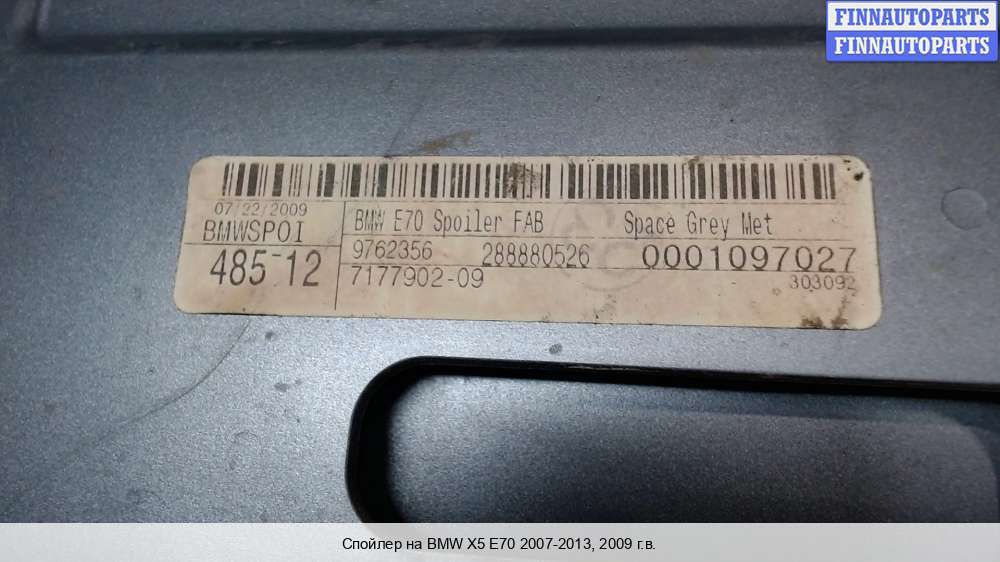 FINNAUTOPARTS
FINNAUTOPARTS
07/22/2009
BMWSPOI
485 12
BMW E70 Spoiler FAB
Space Grey Met
9762356
288880526
0001097027
7177902-09
303092
Спойлер на BMW X5 E70 2007-2013, 2009 г.в.